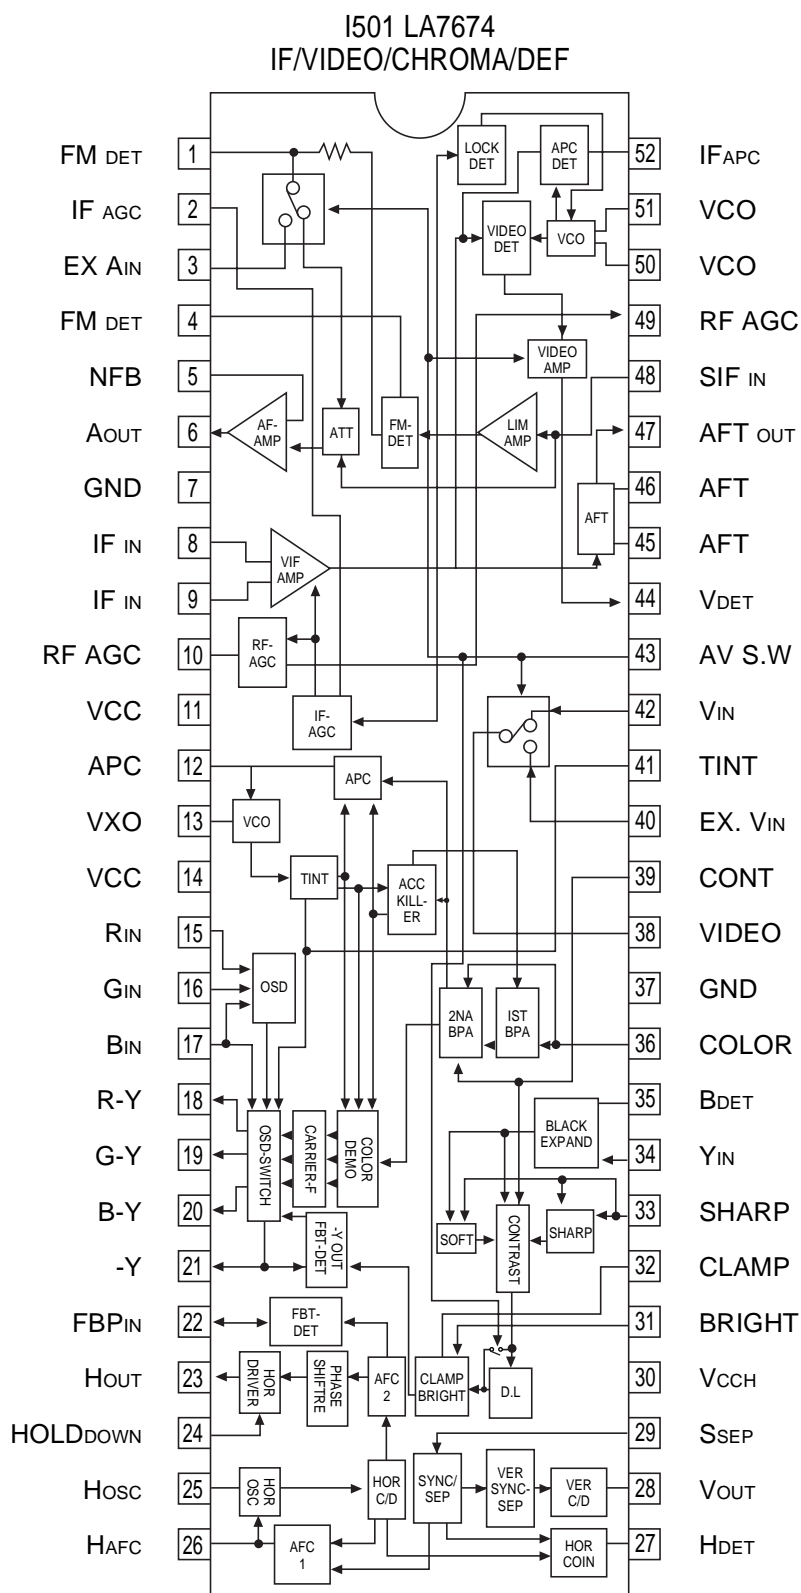 I501 LA7674
IF/VIDEO/CHROMA/DEF
FM DET 1
IF AGC 2
EX AIN 3
FM DET 4
NFB 5
AOUT 6
GND 7
IF IN 8
IF IN 9
RF AGC 10
VCC 11
APC 12
VXO 13
VCC 14
RIN 15
GIN 16
BIN 17
R-Y 18
G-Y 19
B-Y 20
-Y 21
FBPIN 22
HOUT 23
HOLDDOWN 24
HOSC 25
HAFC 26
52 IFAPC
51 VCO
50 VCO
49 RF AGC
48 SIF IN
47 AFT OUT
46 AFT
45 AFT
44 VDET
43 AV S.W
42 VIN
41 TINT
40 EX. VIN
39 CONT
38 VIDEO
37 GND
36 COLOR
35 BDET
34 YIN
33 SHARP
32 CLAMP
31 BRIGHT
30 VCCH
29 SSEP
28 VOUT
27 HDET
LOCK
DET
APC
DET
VIDEO
DET
VCO
VIDEO
AMP
AF-
AMP
ATT
FM-
DET
LIM
AMP
AFT
VIF
AMP
RF-
AGC
IF-
AGC
APC
VCO
TINT
ACC
KILL-
ER
OSD
2NA
BPA
IST
BPA
OSD-SWITCH
CARRIER-F
COLOR
DEMO
BLACK
EXPAND
SOFT
CONTRAST
SHARP
-Y OUT
FBT-DET
FBT-
DET
HOR
DRIVER
PHASE
SHIFTRE
AFC
2
CLAMP
BRIGHT
D.L
HOR
OSC
HOR
C/D
SYNC/
SEP
VER
SYNC-
SEP
VER
C/D
AFC
1
HOR
COIN